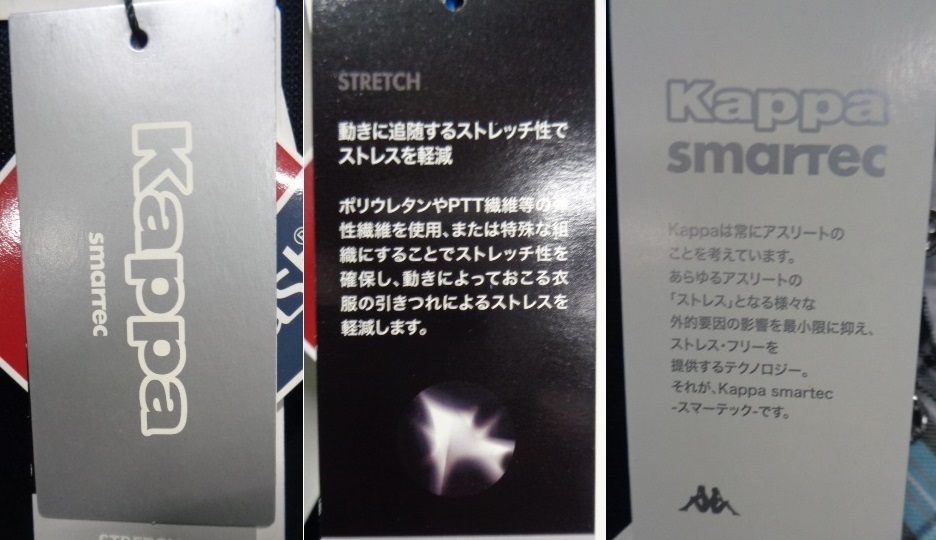 Kappa
smartec
STRETCH
STRETCH
動きに追随するストレッチ性で
ストレスを軽減
ポリウレタンやPTT繊維等の弾
性繊維を使用、または特殊な組
織にすることでストレッチ性を
確保し、動きによっておこる衣
服の引きつれによるストレスを
軽減します。
Kappa
smartec
Kappaは常にアスリートの
ことを考えています。
あらゆるアスリートの
「ストレス」となる様々な
外的要因の影響を最小限に抑え、
ストレス・フリーを
提供するテクノロジー。
それが、Kappa smartec
-スマーテック-です。